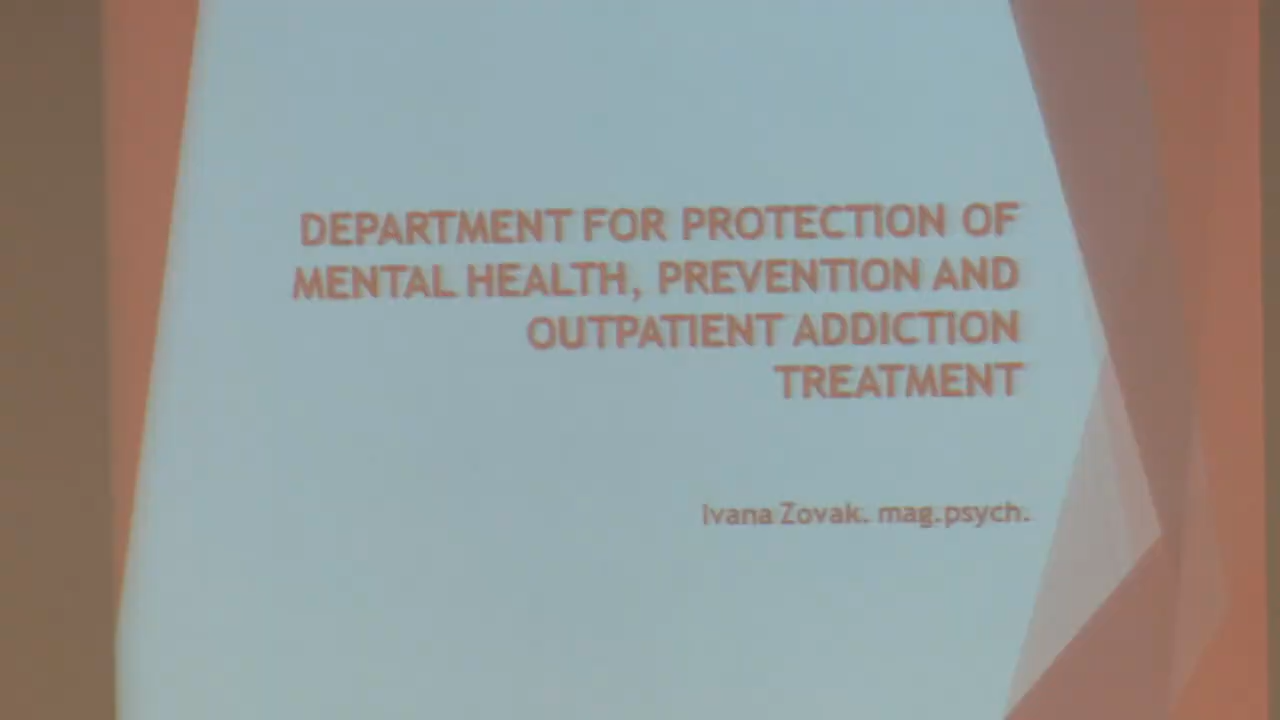 DEPARTMENT FOR PROTECTION OF
MENTAL HEALTH, PREVENTION AND
OUTPATIENT ADDICTION
TREATMENT
Ivana Zovak. mag.psych.